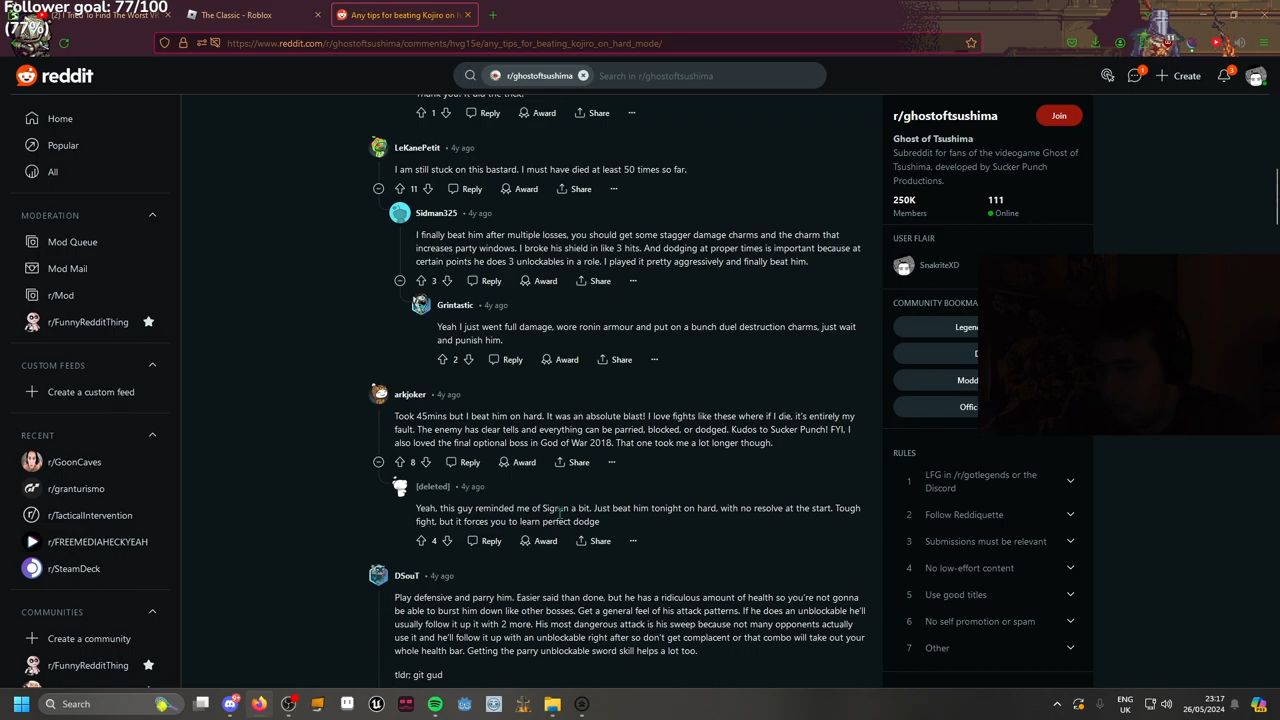 Follower goal: 77/100
(77%)
(2) I Tried To Find The Worst
The Classic - Roblox
Any tips for beating Kojiro on h
https://www.reddit.com/r/ghostoftsushima/comments/hvg15e/any_tips_for_beating_kojiro_on_hard_mode/
reddit
r/ghostoftsushima
Search in r/ghostoftsushima
1
Create
3
Home
Popular
All
MODERATION
Mod Queue
Mod Mail
r/Mod
r/FunnyRedditThing
CUSTOM FEEDS
Create a custom feed
RECENT
r/GoonCaves
r/granturismo
r/TacticalInvention
r/FREEMEDIAHECKYEAH
r/SteamDeck
COMMUNITIES
Create a community
r/FunnyRedditThing
Thank you! It did the trick!
1 Reply Award Share
LeKanePetit • 4y ago
I am still stuck on this bastard. I must have died at least 50 times so far.
11 Reply Award Share
Sidman325 • 4y ago
I finally beat him after multiple losses, you should get some stagger damage charms and the charm that
increases party windows. I broke his shield in like 3 hits. And dodging at proper times is important because at
certain points he does 3 unlockables in a role. I played it pretty aggressively and finally beat him.
3 Reply Award Share
Grintastic • 4y ago
Yeah I just went full damage, wore ronin armour and put on a bunch duel destruction charms, just wait
and punish him.
2 Reply Award Share
arkjoker • 4y ago
Took 45mins but I beat him on hard. It was an absolute blast! I love fights like these where if I die, it's entirely my
fault. The enemy has clear tells and everything can be parried, blocked, or dodged. Kudos to Sucker Punch! FYI, I
also loved the final optional boss in God of War 2018. That one took me a lot longer though.
8 Reply Award Share
[deleted] • 4y ago
Yeah, this guy reminded me of Sigrun a bit. Just beat him tonight on hard, with no resolve at the start. Tough
fight, but it forces you to learn perfect dodge
4 Reply Award Share
DSouT • 4y ago
Play defensive and parry him. Easier said than done, but he has a ridiculous amount of health so you're not gonna
be able to burst him down like other bosses. Get a general feel of his attack patterns. If he does an unblockable he'll
usually follow it up with 2 more. His most dangerous attack is his sweep because not many opponents actually
use it and he'll follow it up with an unblockable right after so don't get complacent or that combo will take out your
whole health bar. Getting the parry unblockable sword skill helps a lot too.
tldr; git gud
r/ghostoftsushima
Join
Ghost of Tsushima
Subreddit for fans of the videogame Ghost of
Tsushima, developed by Sucker Punch
Productions.
250K 111
Members Online
USER FLAIR
SnakriteXD
COMMUNITY BOOKMA
Legen
D
Modd
Offic
RULES
1 LFG in /r/gotlegends or the
Discord
2 Follow Reddiquette
3 Submissions must be relevant
4 No low-effort content
5 Use good titles
6 No self promotion or spam
7 Other
Search
ENG
UK
23:17
26/05/2024